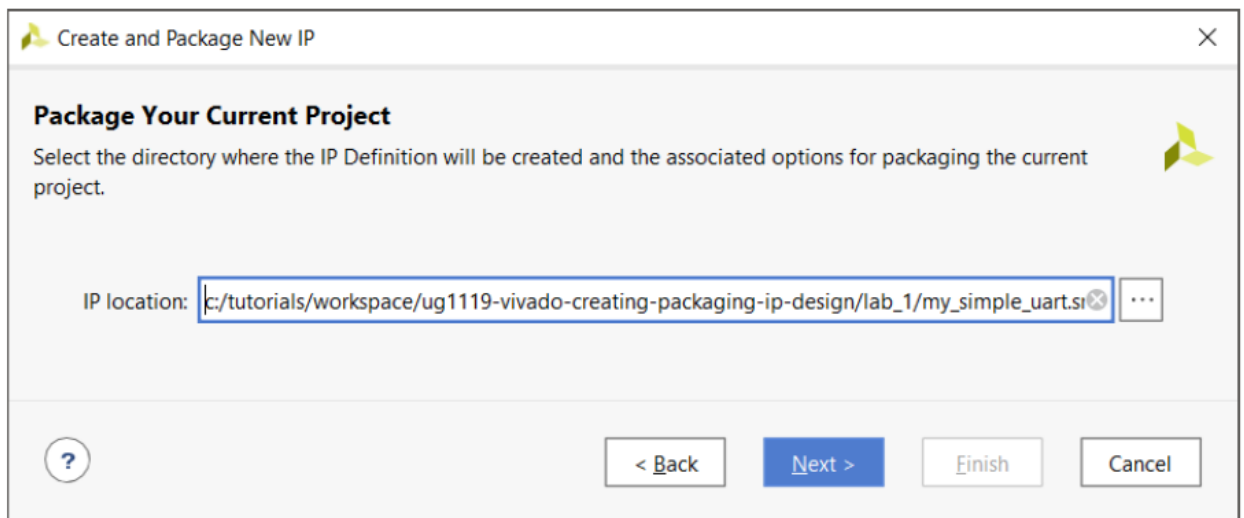 Create and Package New IP
Package Your Current Project
Select the directory where the IP Definition will be created and the associated options for packaging the current
project.
IP location: c:/tutorials/workspace/ug1119-vivado-creating-packaging-ip-design/lab_1/my_simple_uart.sr ...
? < Back Next > Finish Cancel